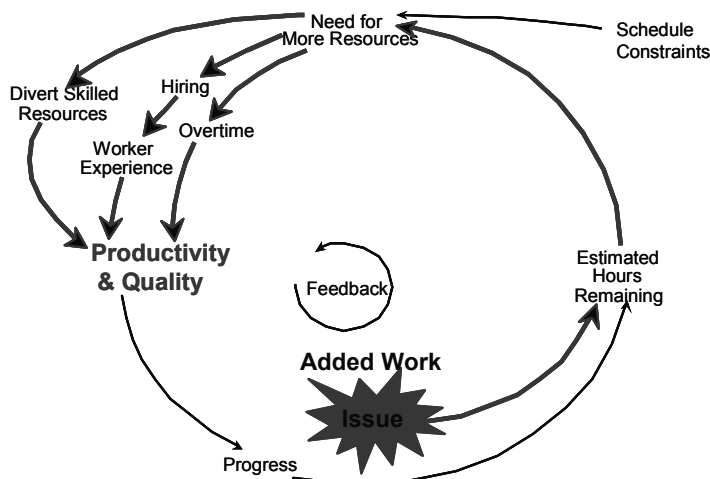 Need for
More Resources
Schedule
Constraints
Hiring
Divert Skilled
Resources
Overtime
Worker
Experience
Productivity
& Quality
Estimated
Hours
Remaining
Feedback
Added Work
Issue
Progress